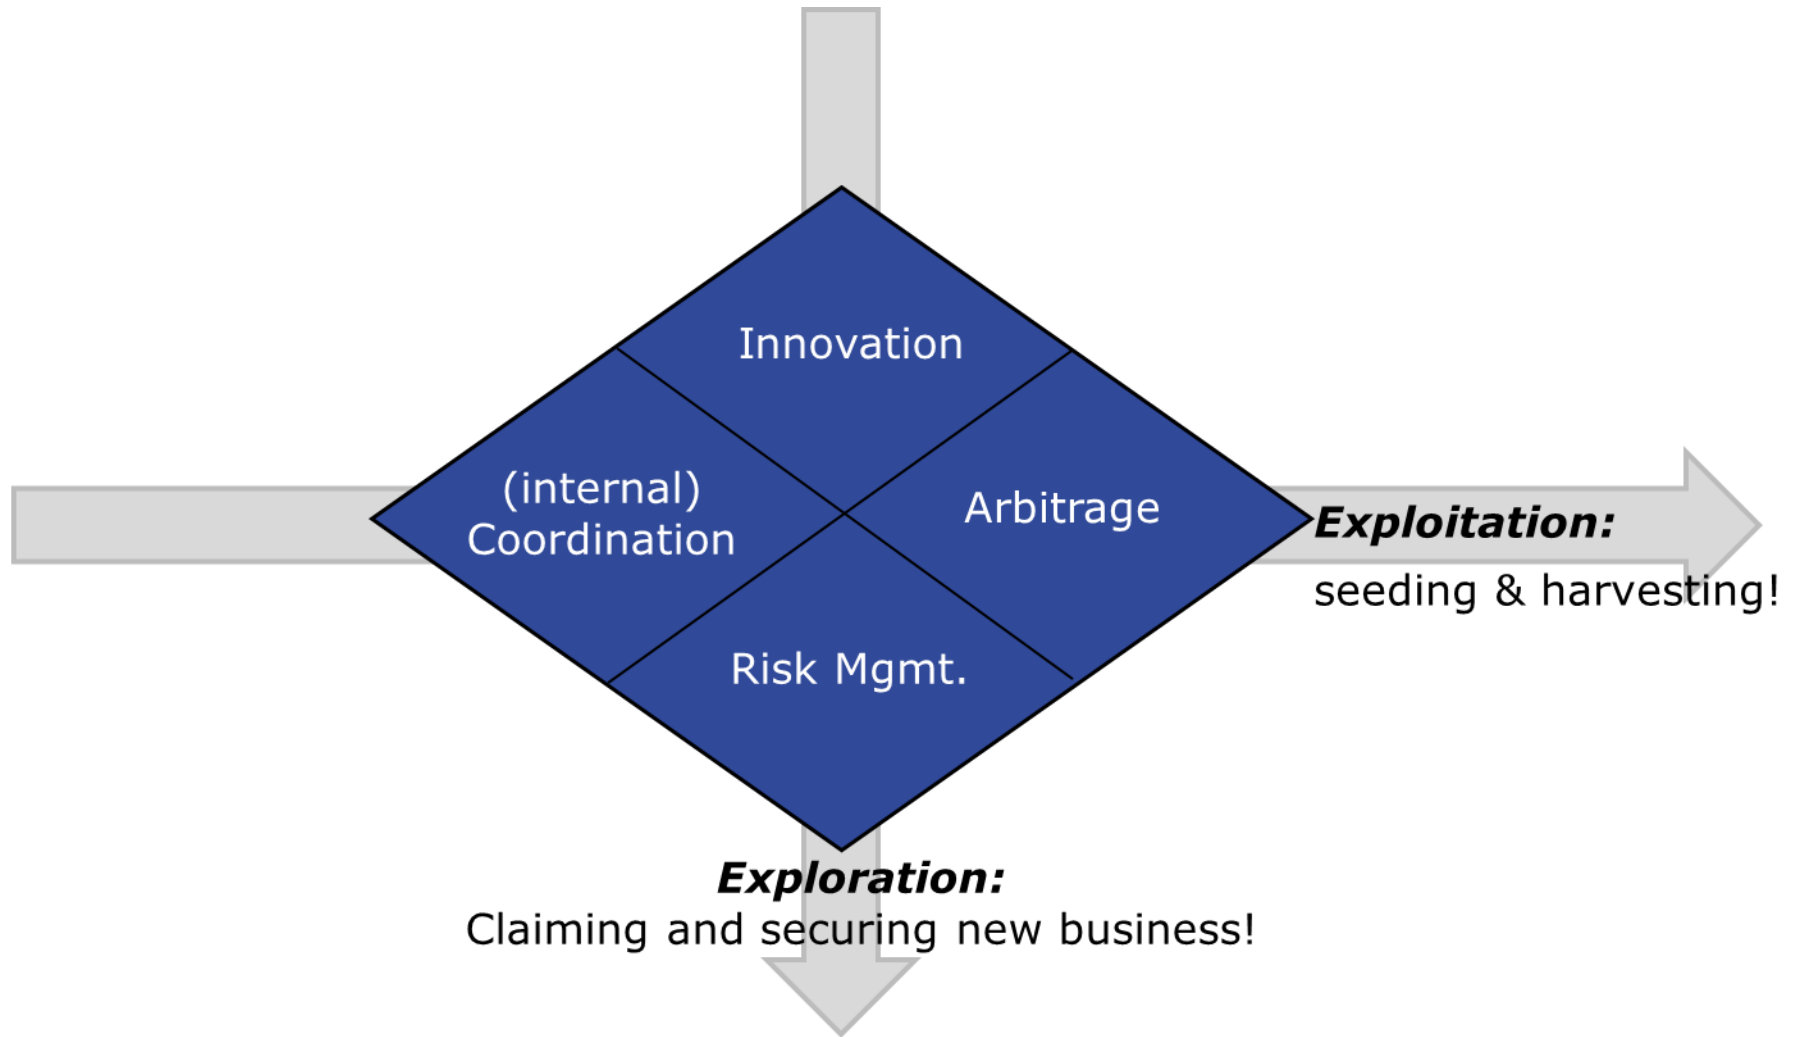 Innovation
(internal)
Coordination
Arbitrage
Exploitation:
seeding & harvesting!
Risk Mgmt.
Exploration:
Claiming and securing new business!